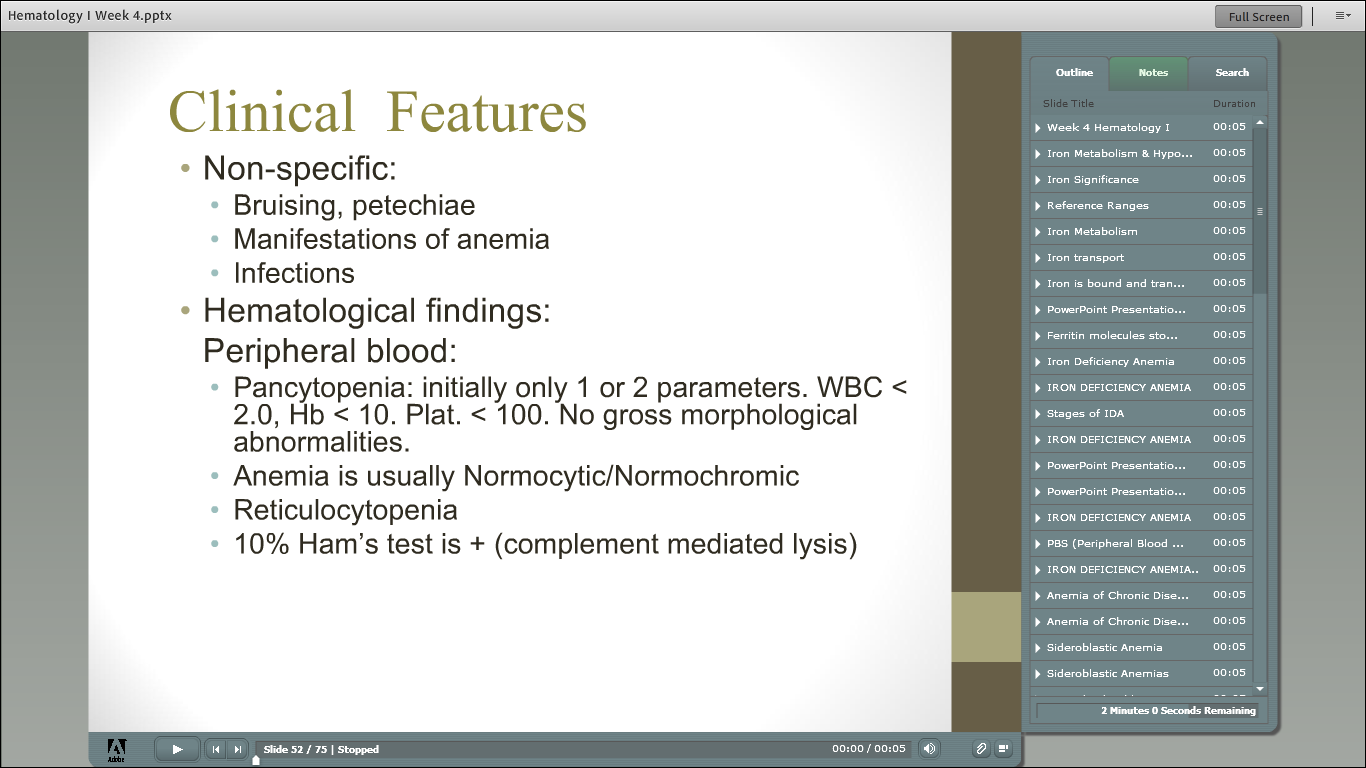 Hematology I Week 4.pptx
Full Screen
Clinical Features
• Non-specific:
• Bruising, petechiae
• Manifestations of anemia
• Infections
• Hematological findings:
Peripheral blood:
• Pancytopenia: initially only 1 or 2 parameters. WBC <
2.0, Hb < 10. Plat. < 100. No gross morphological
abnormalities.
• Anemia is usually Normocytic/Normochromic
• Reticulocytopenia
• 10% Ham’s test is + (complement mediated lysis)
Outline Notes Search
Slide Title Duration
Week 4 Hematology I 00:05
Iron Metabolism & Hypo... 00:05
Iron Significance 00:05
Reference Ranges 00:05
Iron Metabolism 00:05
Iron transport 00:05
Iron is bound and tran... 00:05
PowerPoint Presentatio... 00:05
Ferritin molecules sto... 00:05
Iron Deficiency Anemia 00:05
IRON DEFICIENCY ANEMIA 00:05
Stages of IDA 00:05
IRON DEFICIENCY ANEMIA 00:05
PowerPoint Presentatio... 00:05
PowerPoint Presentatio... 00:05
IRON DEFICIENCY ANEMIA 00:05
PBS (Peripheral Blood ... 00:05
IRON DEFICIENCY ANEMIA.. 00:05
Anemia of Chronic Dise... 00:05
Anemia of Chronic Dise... 00:05
Sideroblastic Anemia 00:05
Sideroblastic Anemias 00:05
2 Minutes 0 Seconds Remaining
Adobe
Slide 52 / 75 | Stopped
00:00 / 00:05